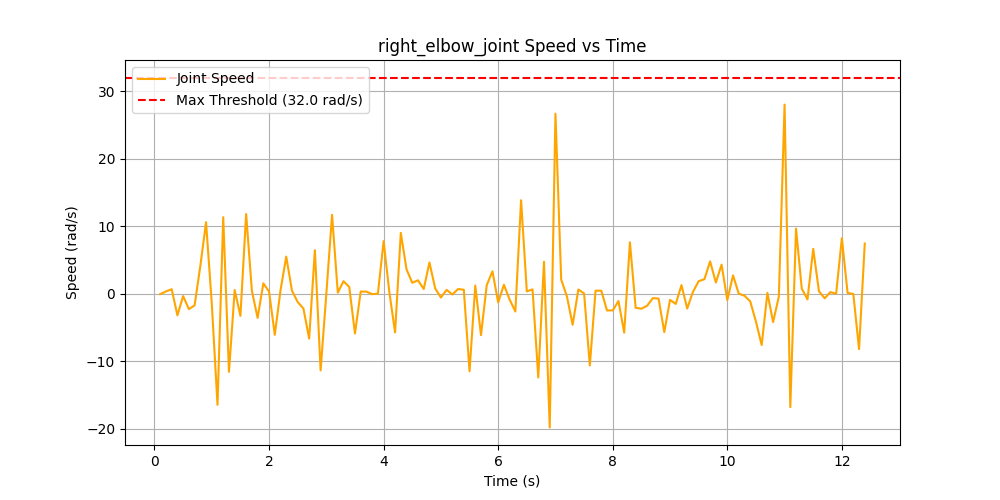 right_elbow_joint Speed vs Time
Joint Speed
Max Threshold (32.0 rad/s)
Speed (rad/s)
30
20
10
0
−10
−20
0 2 4 6 8 10 12
Time (s)